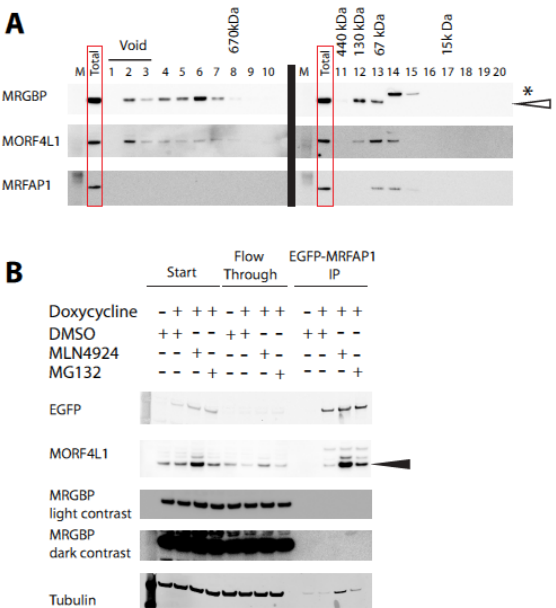 A
Void
670kDa
440 kDa
130 kDa
67 kDa
15k Da
M Total 1 2 3 4 5 6 7 8 9 10 M Total 11 12 13 14 15 16 17 18 19 20
MRGBP *
MORF4L1
MRFAP1
B
Start Flow Through EGFP-MRFAP1 IP
Doxycycline - + + + - + + + - + + +
DMSO + + - - + + - - + + - -
MLN4924 - - + - - - + - - - + -
MG132 - - - + - - - + - - - +
EGFP
MORF4L1
MRGBP
light contrast
MRGBP
dark contrast
Tubulin